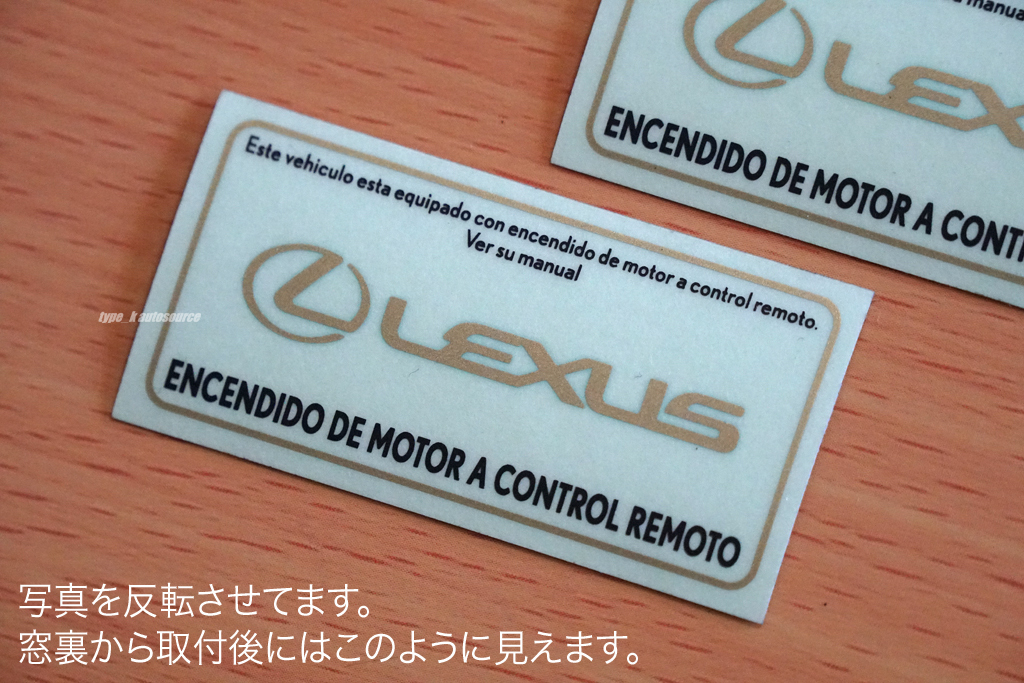 Este vehiculo esta equipado con encendido de motor a control remoto.
Ver su manual
LEXUS
ENCENDIDO DE MOTOR A CONTROL REMOTO
manua
LEX
ENCENDIDO DE MOTOR A CONT
type_k autosource
写真を反転させてます。
窓裏から取付後にはこのように見えます。